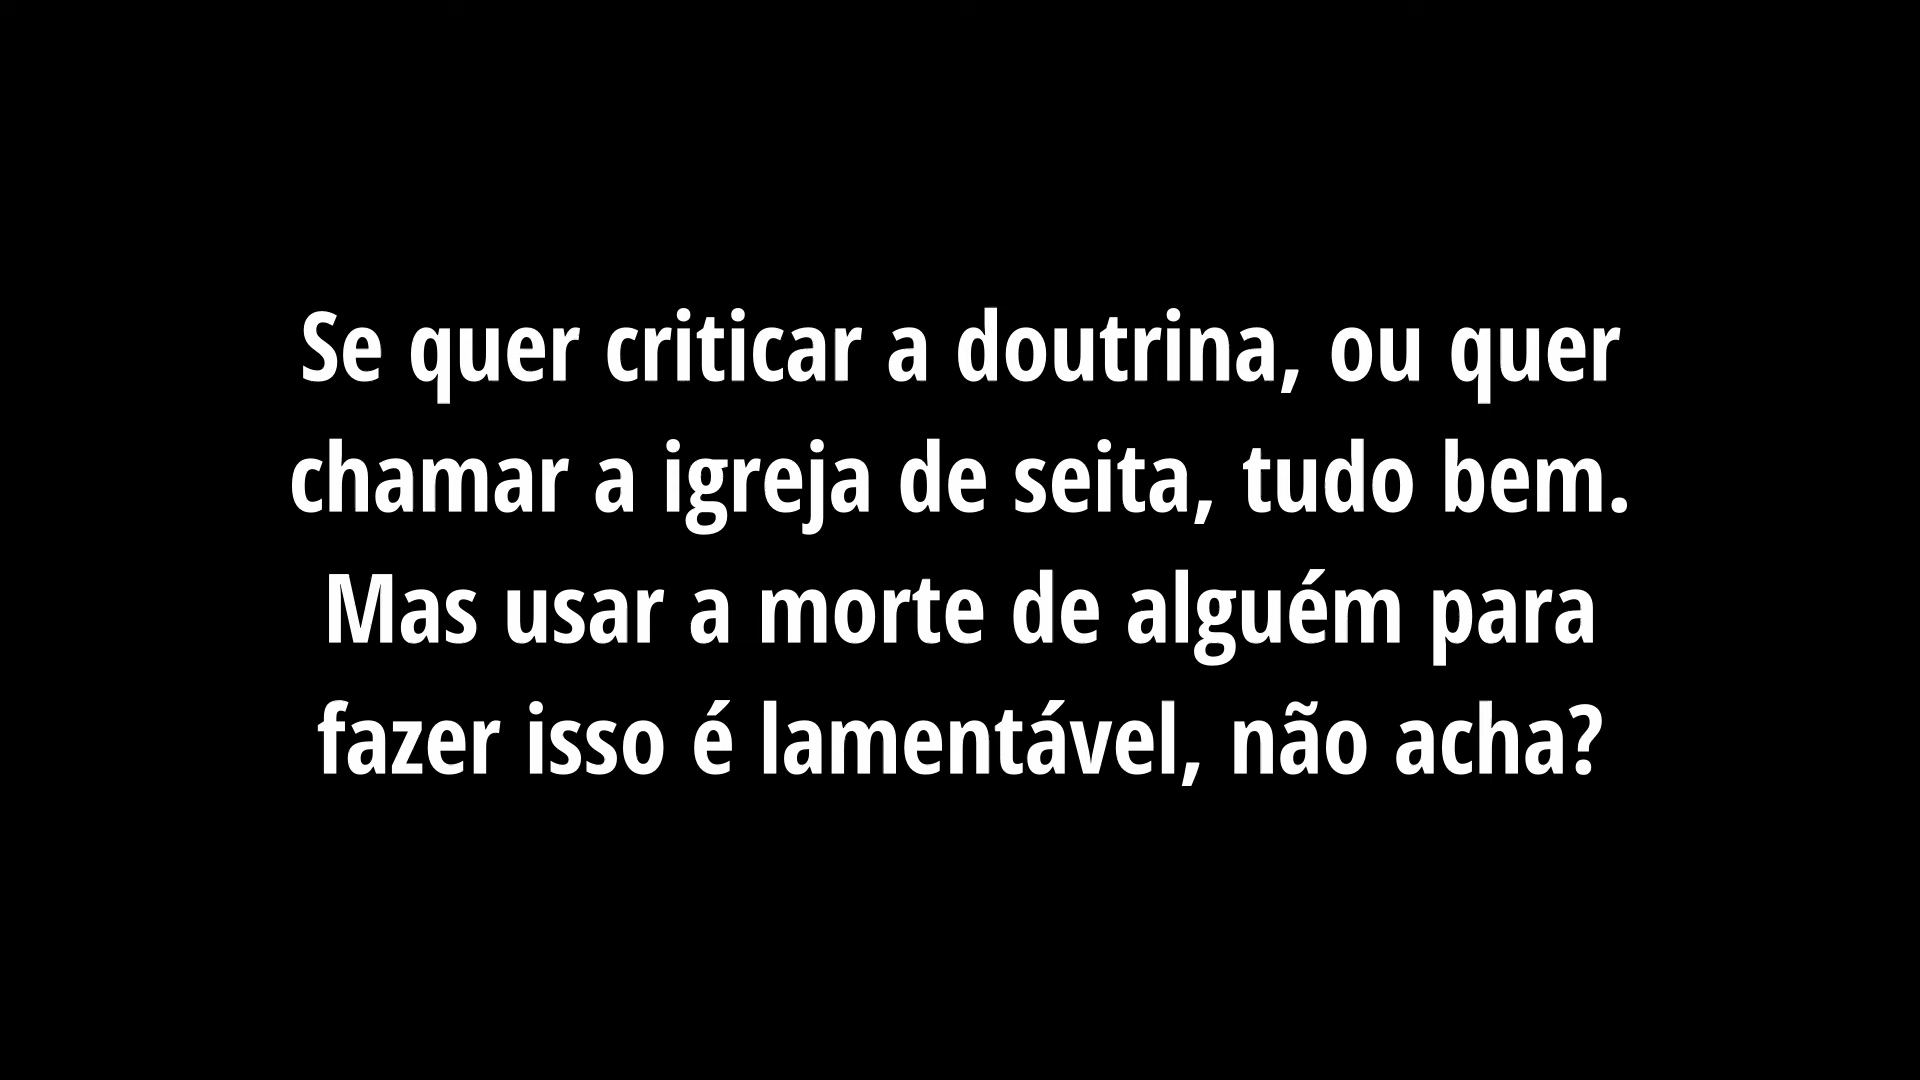 Se quer criticar a doutrina, ou quer
chamar a igreja de seita, tudo bem.
Mas usar a morte de alguém para
fazer isso é lamentável, não acha?